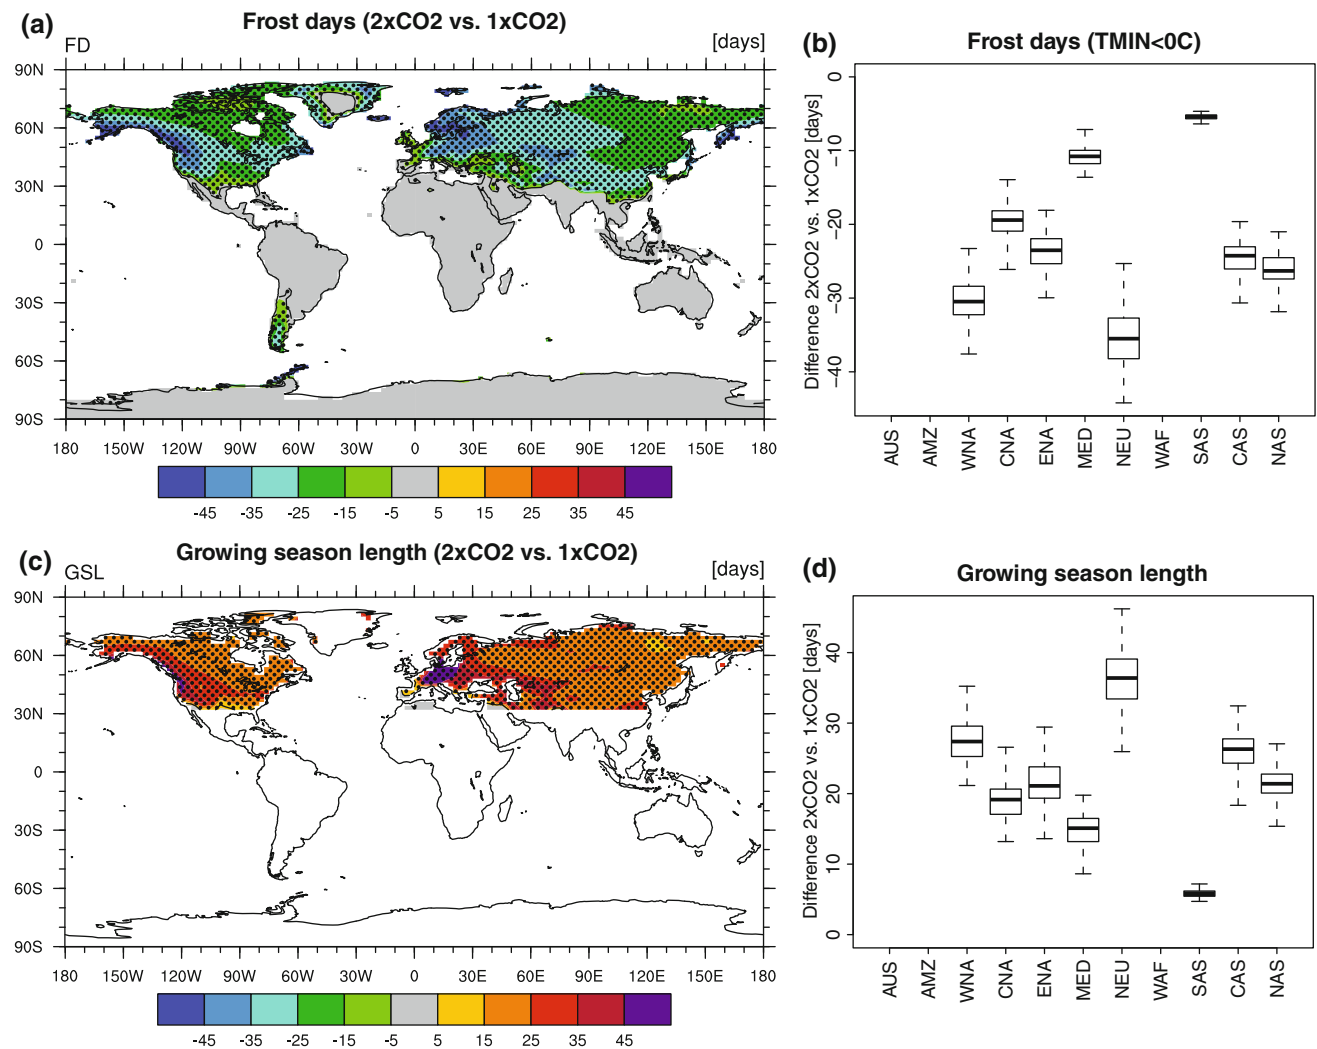 (a) Frost days (2xCO2 vs. 1xCO2)
FD [days]
90N
60N
30N
0
30S
60S
90S
180 150W 120W 90W 60W 30W 0 30E 60E 90E 120E 150E 180
-45 -35 -25 -15 -5 5 15 25 35 45
(b) Frost days (TMIN<0C)
Difference 2xCO2 vs. 1xCO2 [days]
0
-10
-20
-30
-40
AUS AMZ WNA CNA ENA MED NEU WAF SAS CAS NAS
(c) Growing season length (2xCO2 vs. 1xCO2)
GSL [days]
90N
60N
30N
0
30S
60S
90S
180 150W 120W 90W 60W 30W 0 30E 60E 90E 120E 150E 180
-45 -35 -25 -15 -5 5 15 25 35 45
(d) Growing season length
Difference 2xCO2 vs. 1xCO2 [days]
40
30
20
10
0
AUS AMZ WNA CNA ENA MED NEU WAF SAS CAS NAS